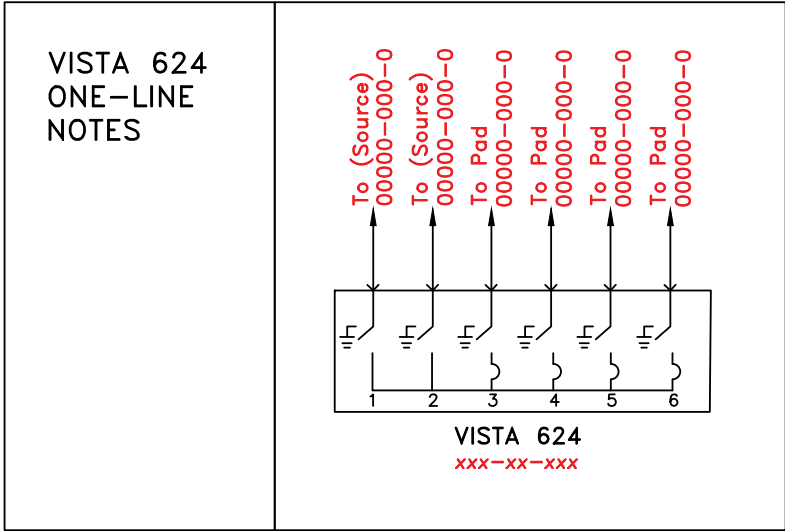 VISTA 624
ONE-LINE
NOTES
To (Source)
00000-000-0
To (Source)
00000-000-0
To Pad
00000-000-0
To Pad
00000-000-0
To Pad
00000-000-0
To Pad
00000-000-0
1 2 3 4 5 6
VISTA 624
xxx-xx-xxx